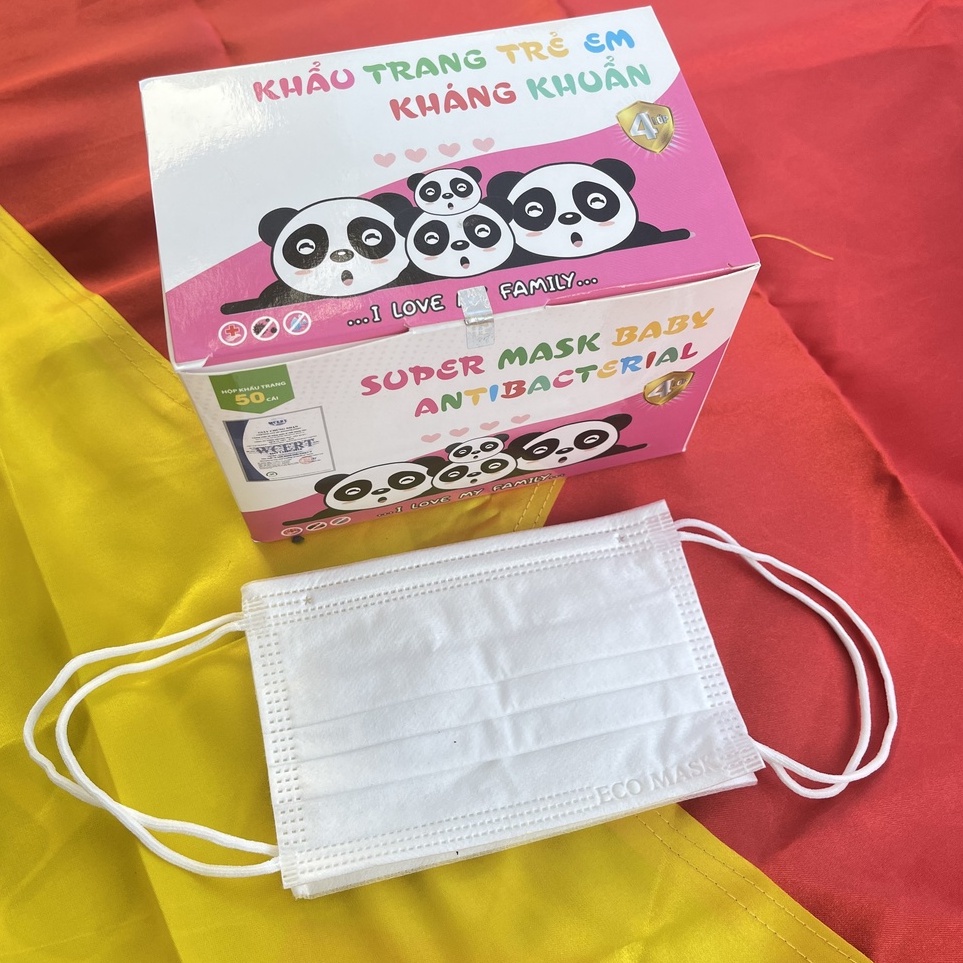 KHẨU TRANG TRẺ EM
KHÁNG KHUẨN
4
...I LOVE MY FAMILY...
HỘP KHẨU TRANG
50 CÁI
SUPER MASK BABY
ANTIBACTERIAL
4
WCERT
...I LOVE MY FAMILY...
ECO MASK